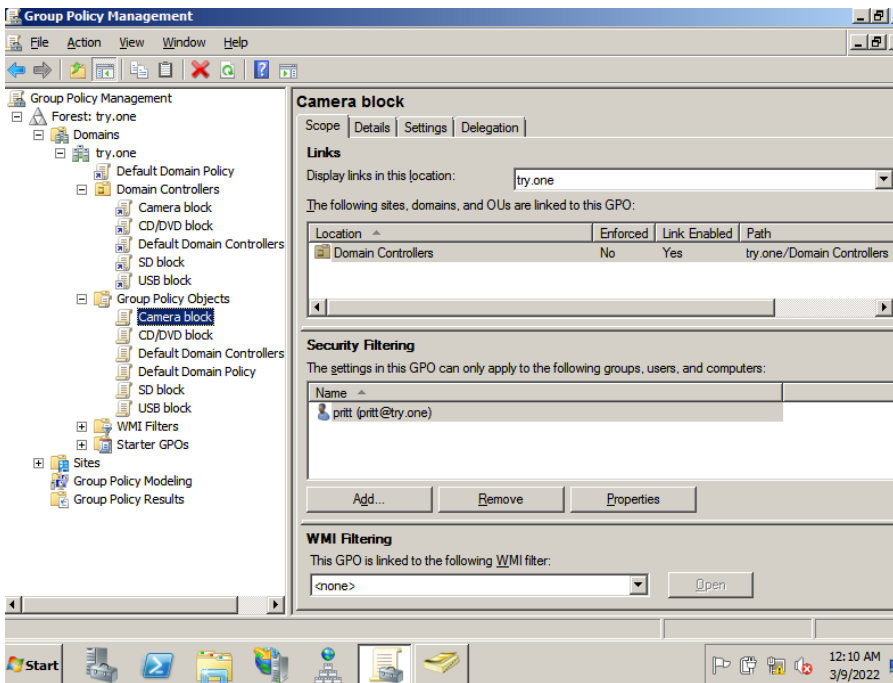 Group Policy Management
File Action View Window Help
Group Policy Management
Forest: try.one
Domains
try.one
Default Domain Policy
Domain Controllers
Camera block
CD/DVD block
Default Domain Controllers
SD block
USB block
Group Policy Objects
Camera block
CD/DVD block
Default Domain Controllers
Default Domain Policy
SD block
USB block
WMI Filters
Starter GPOs
Sites
Group Policy Modeling
Group Policy Results
Camera block
Scope Details Settings Delegation
Links
Display links in this location: try.one
The following sites, domains, and OUs are linked to this GPO:
Location Enforced Link Enabled Path
Domain Controllers No Yes try.one/Domain Controllers
Security Filtering
The settings in this GPO can only apply to the following groups, users, and computers:
Name
pritt (pritt@try.one)
Add... Remove Properties
WMI Filtering
This GPO is linked to the following WMI filter:
<none> Open
Start
12:10 AM
3/9/2022